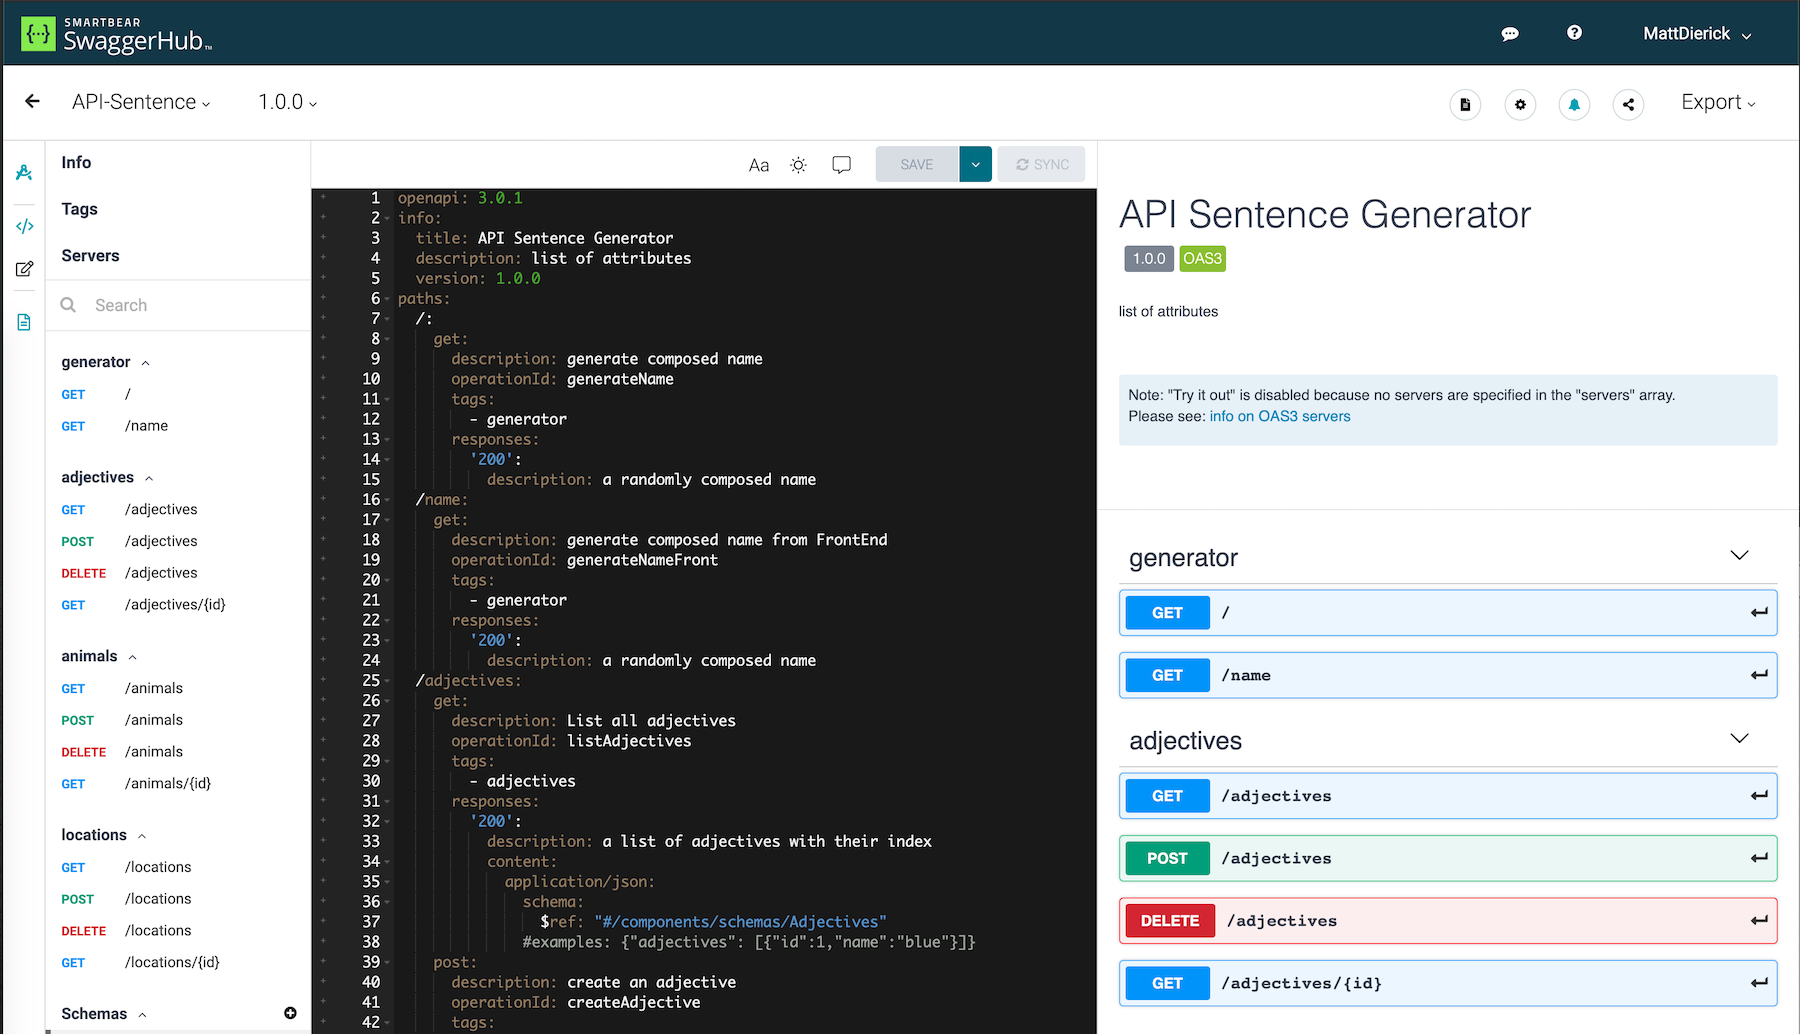 SMARTBEAR
SwaggerHub™
MattDierick
API-Sentence
1.0.0
Export
Info
Tags
Servers
Search
generator
GET /
GET /name
adjectives
GET /adjectives
POST /adjectives
DELETE /adjectives
GET /adjectives/{id}
animals
GET /animals
POST /animals
DELETE /animals
GET /animals/{id}
locations
GET /locations
POST /locations
DELETE /locations
GET /locations/{id}
Schemas
Aa
SAVE
SYNC
1 openapi: 3.0.1
2 info:
3 title: API Sentence Generator
4 description: list of attributes
5 version: 1.0.0
6 paths:
7 /:
8 get:
9 description: generate composed name
10 operationId: generateName
11 tags:
12 - generator
13 responses:
14 '200':
15 description: a randomly composed name
16 /name:
17 get:
18 description: generate composed name from FrontEnd
19 operationId: generateNameFront
20 tags:
21 - generator
22 responses:
23 '200':
24 description: a randomly composed name
25 /adjectives:
26 get:
27 description: List all adjectives
28 operationId: listAdjectives
29 tags:
30 - adjectives
31 responses:
32 '200':
33 description: a list of adjectives with their index
34 content:
35 application/json:
36 schema:
37 $ref: "#/components/schemas/Adjectives"
38 #examples: {"adjectives": [{"id":1,"name":"blue"}]}
39 post:
40 description: create an adjective
41 operationId: createAdjective
42 tags:
API Sentence Generator
1.0.0 OAS3
list of attributes
Note: "Try it out" is disabled because no servers are specified in the "servers" array.
Please see: info on OAS3 servers
generator
GET /
GET /name
adjectives
GET /adjectives
POST /adjectives
DELETE /adjectives
GET /adjectives/{id}